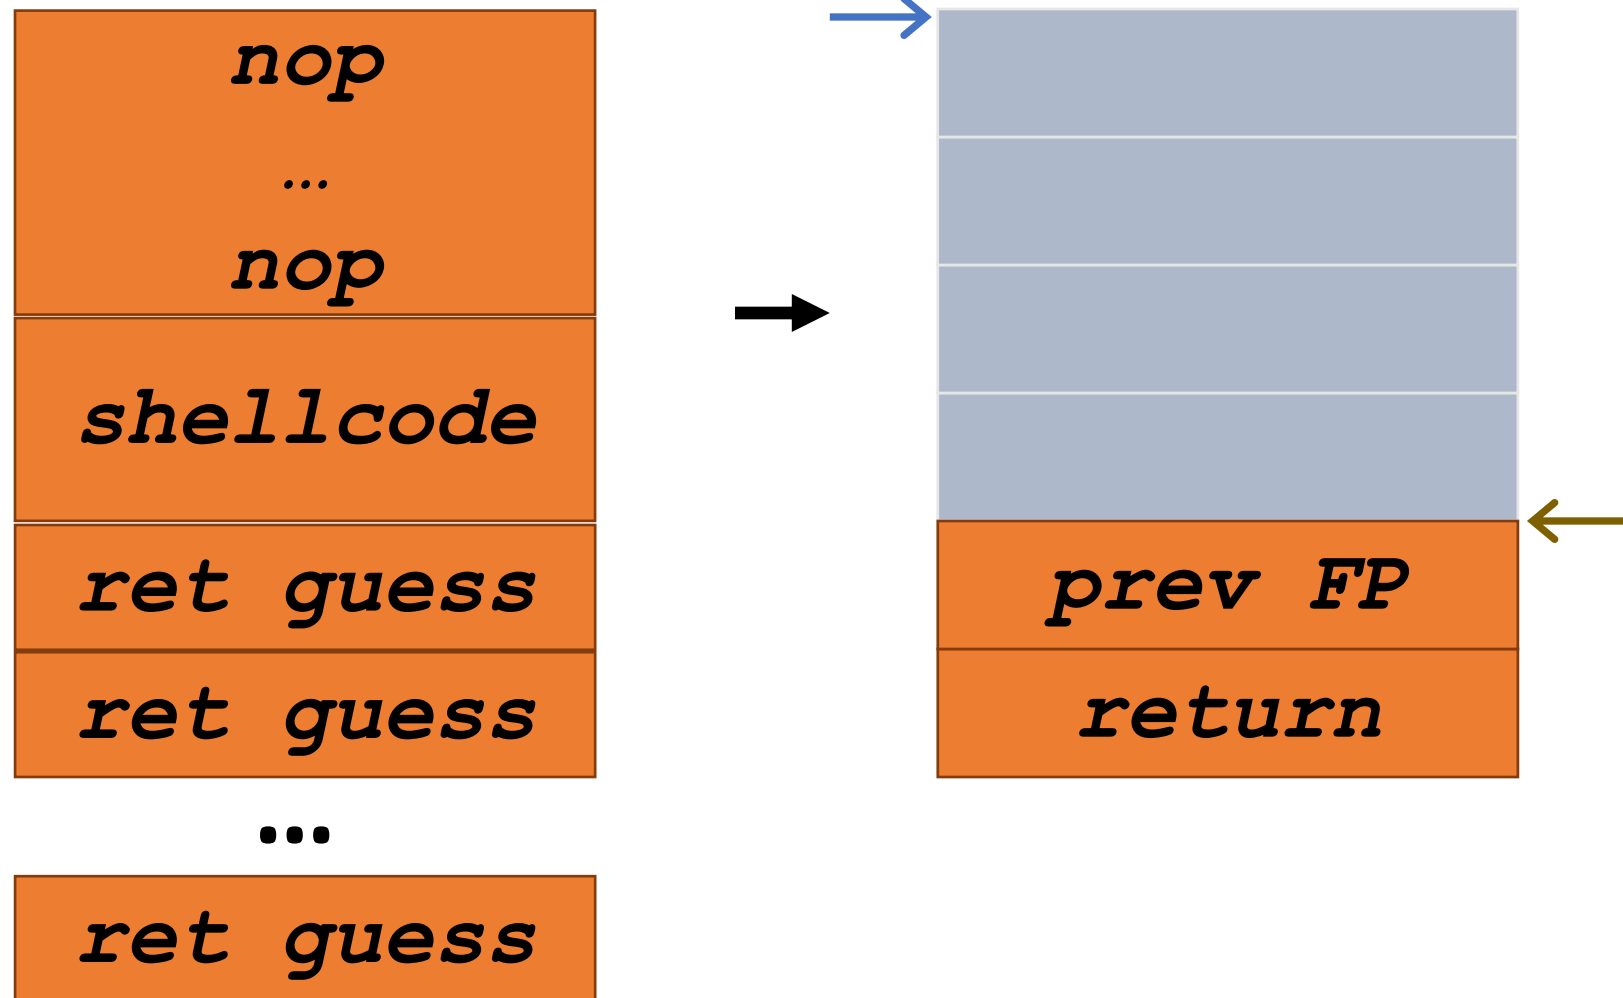 nop
...
nop
shellcode
ret guess
ret guess
...
ret guess
prev FP
return